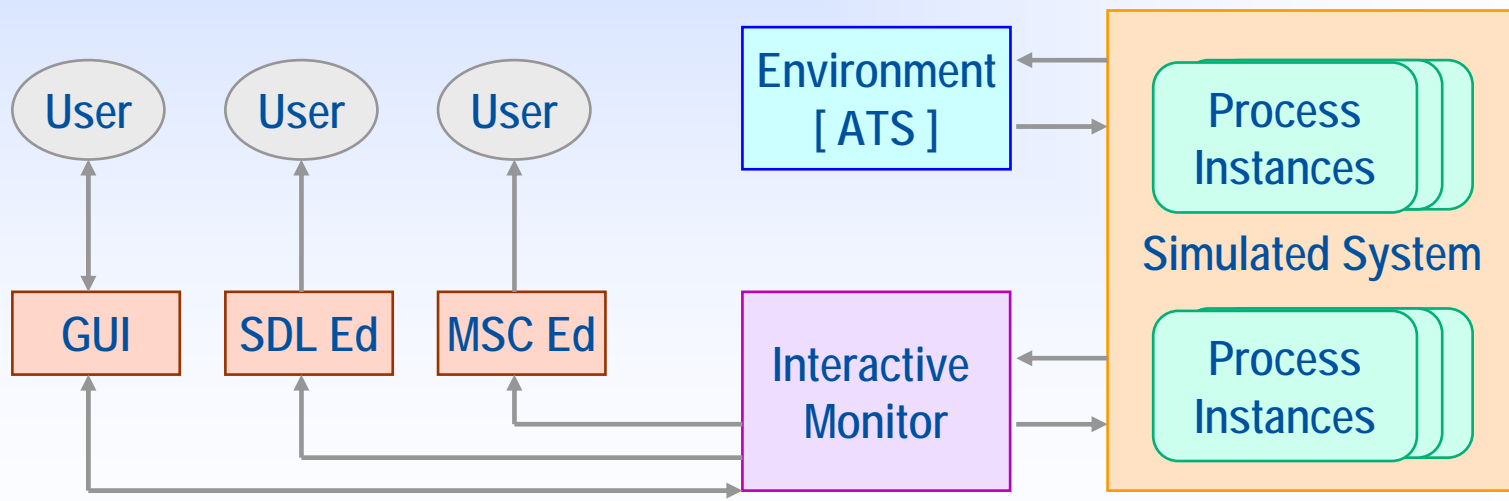 User
User
User
Environment
[ ATS ]
Process
Instances
Simulated System
GUI
SDL Ed
MSC Ed
Interactive
Monitor
Process
Instances